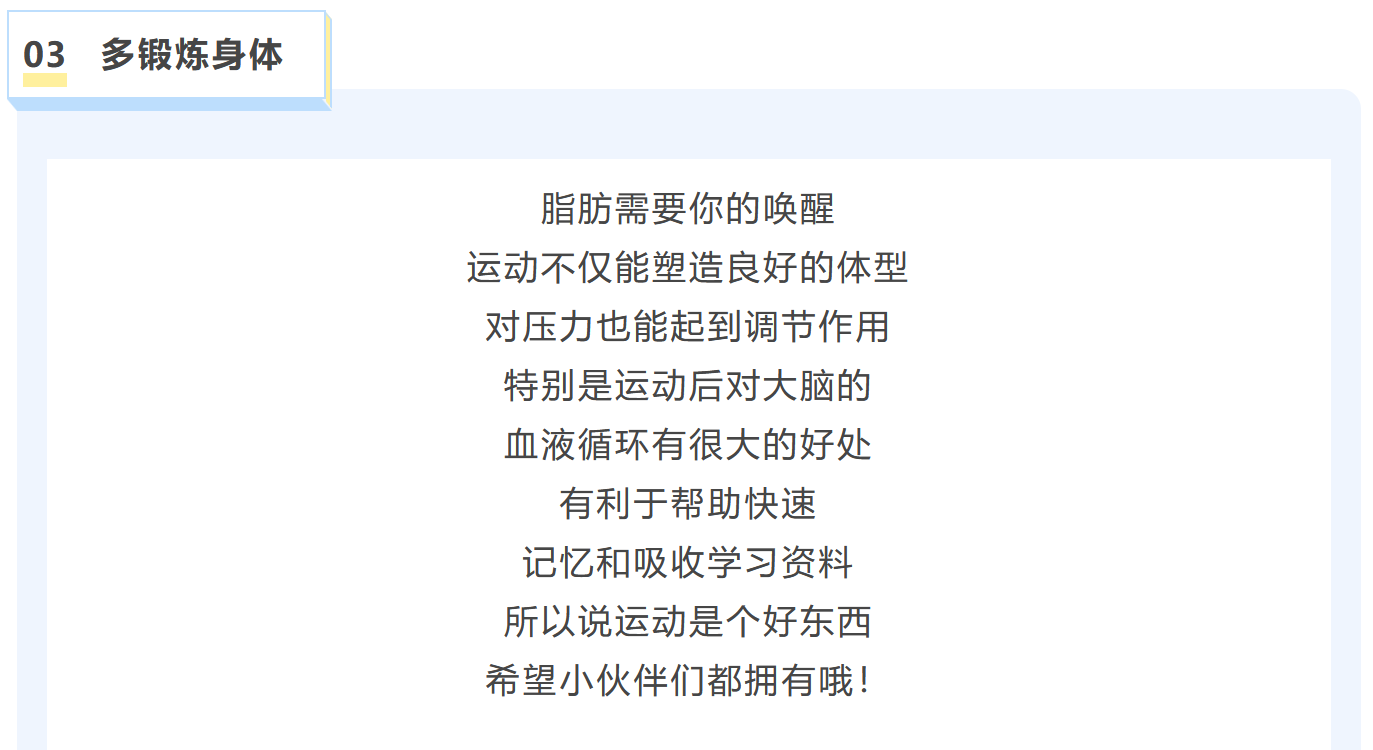 03 多锻炼身体
脂肪需要你的唤醒
运动不仅能塑造良好的体型
对压力也能起到调节作用
特别是运动后对大脑的
血液循环有很大的好处
有利于帮助快速
记忆和吸收学习资料
所以说运动是个好东西
希望小伙伴们都拥有哦！